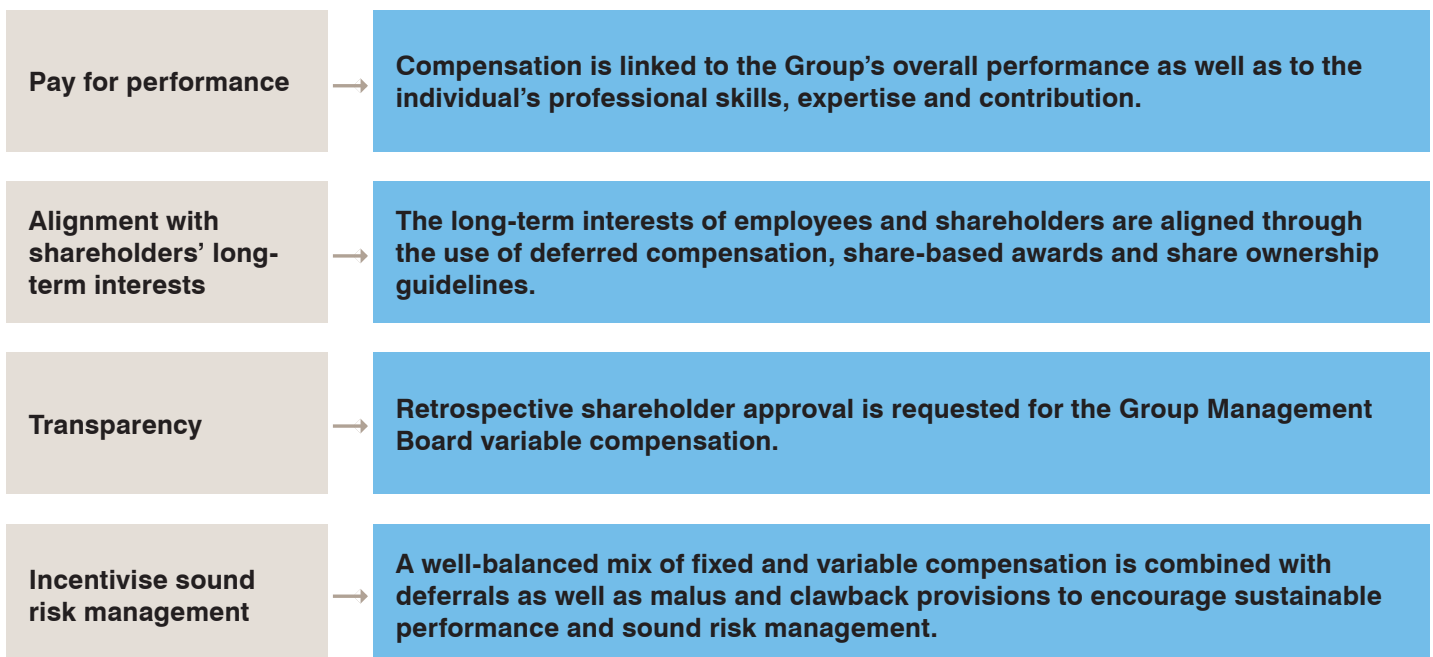 Pay for performance
Compensation is linked to the Group’s overall performance as well as to the
individual’s professional skills, expertise and contribution.
Alignment with
shareholders’ long-
term interests
The long-term interests of employees and shareholders are aligned through
the use of deferred compensation, share-based awards and share ownership
guidelines.
Transparency
Retrospective shareholder approval is requested for the Group Management
Board variable compensation.
Incentivise sound
risk management
A well-balanced mix of fixed and variable compensation is combined with
deferrals as well as malus and clawback provisions to encourage sustainable
performance and sound risk management.